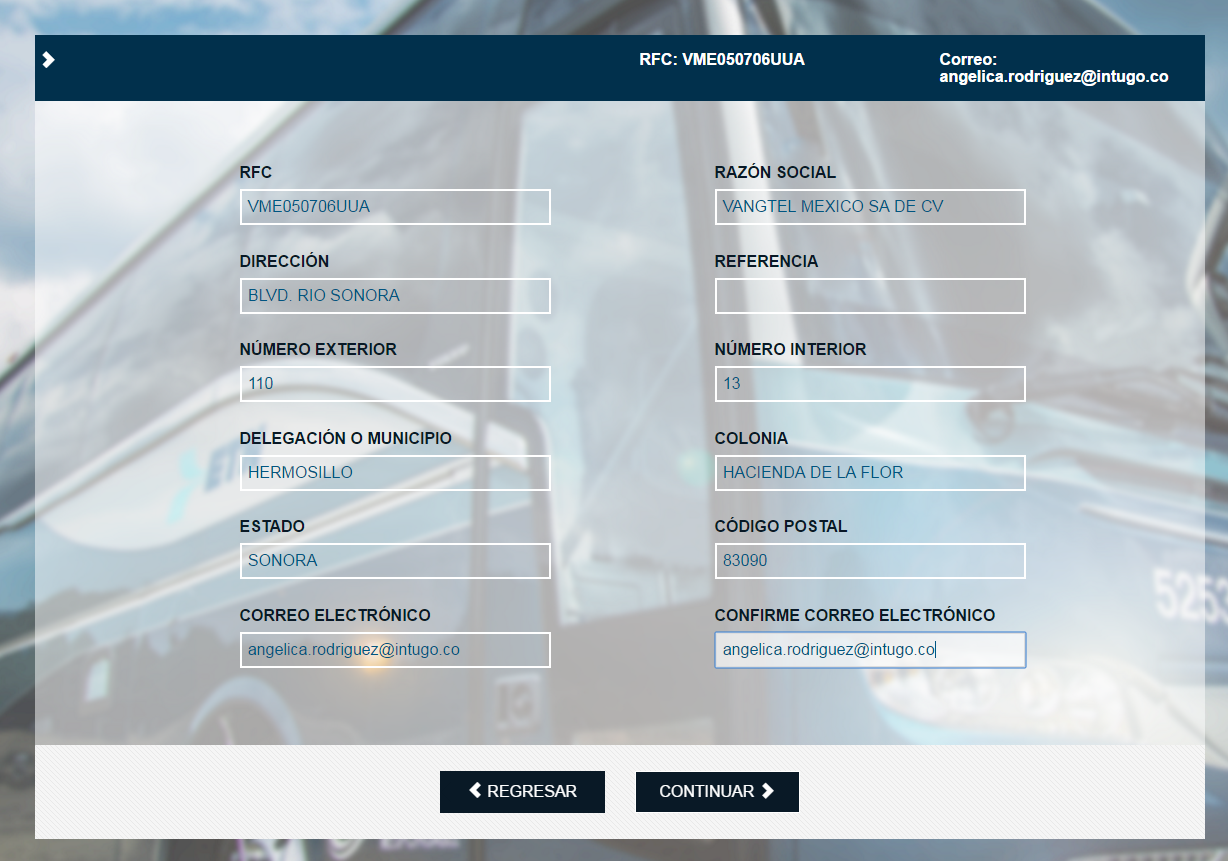 RFC: VME050706UUA
Correo:
angelica.rodriguez@intugo.co
RFC
RAZÓN SOCIAL
VME050706UUA
VANGTEL MEXICO SA DE CV
DIRECCIÓN
REFERENCIA
BLVD. RIO SONORA
NÚMERO EXTERIOR
NÚMERO INTERIOR
110
13
DELEGACIÓN O MUNICIPIO
COLONIA
HERMOSILLO
HACIENDA DE LA FLOR
ESTADO
CÓDIGO POSTAL
SONORA
83090
CORREO ELECTRÓNICO
CONFIRME CORREO ELECTRÓNICO
angelica.rodriguez@intugo.co
angelica.rodriguez@intugo.co
5253
REGRESAR
CONTINUAR